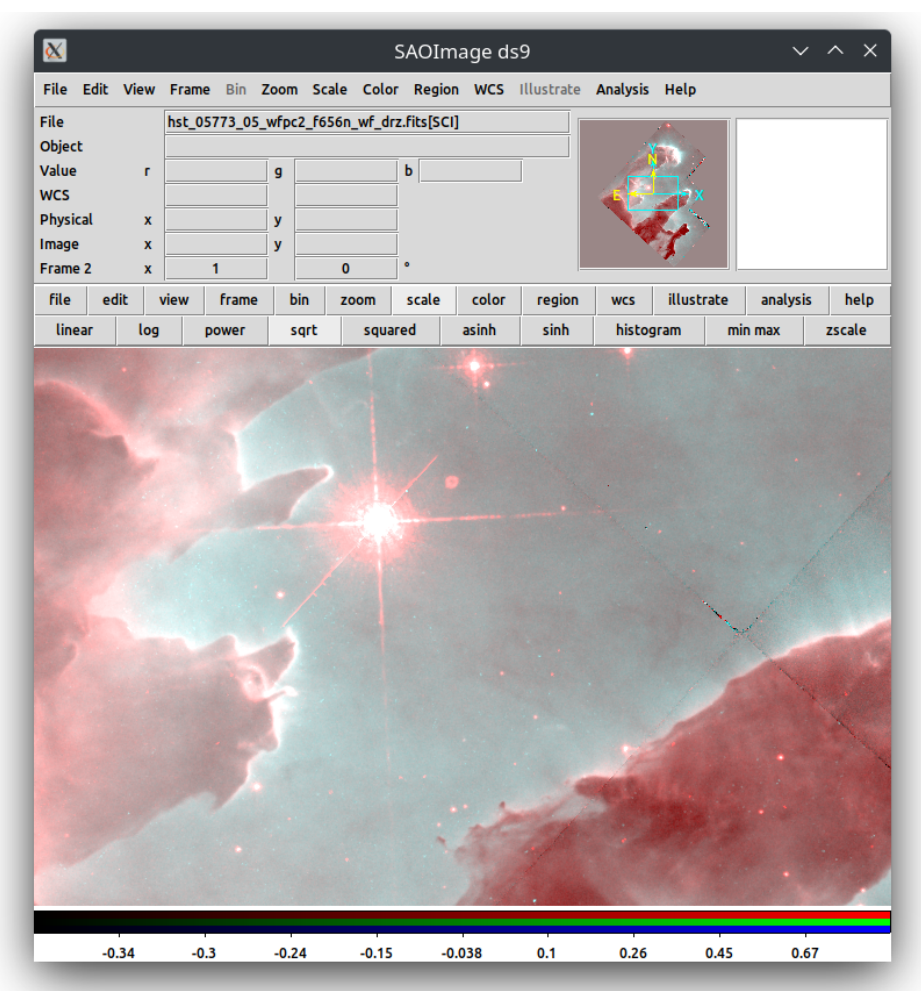 SAOImage ds9
File Edit View Frame Bin Zoom Scale Color Region WCS Illustrate Analysis Help
File hst_05773_05_wfpc2_f656n_wf_drz.fits[SCI]
Object
Value r g b
WCS
Physical x y
Image x y
Frame 2 x 1 0 °
Y
N
E X
file edit view frame bin zoom scale color region wcs illustrate analysis help
linear log power sqrt squared asinh sinh histogram min max zscale
-0.34 -0.3 -0.24 -0.15 -0.038 0.1 0.26 0.45 0.67